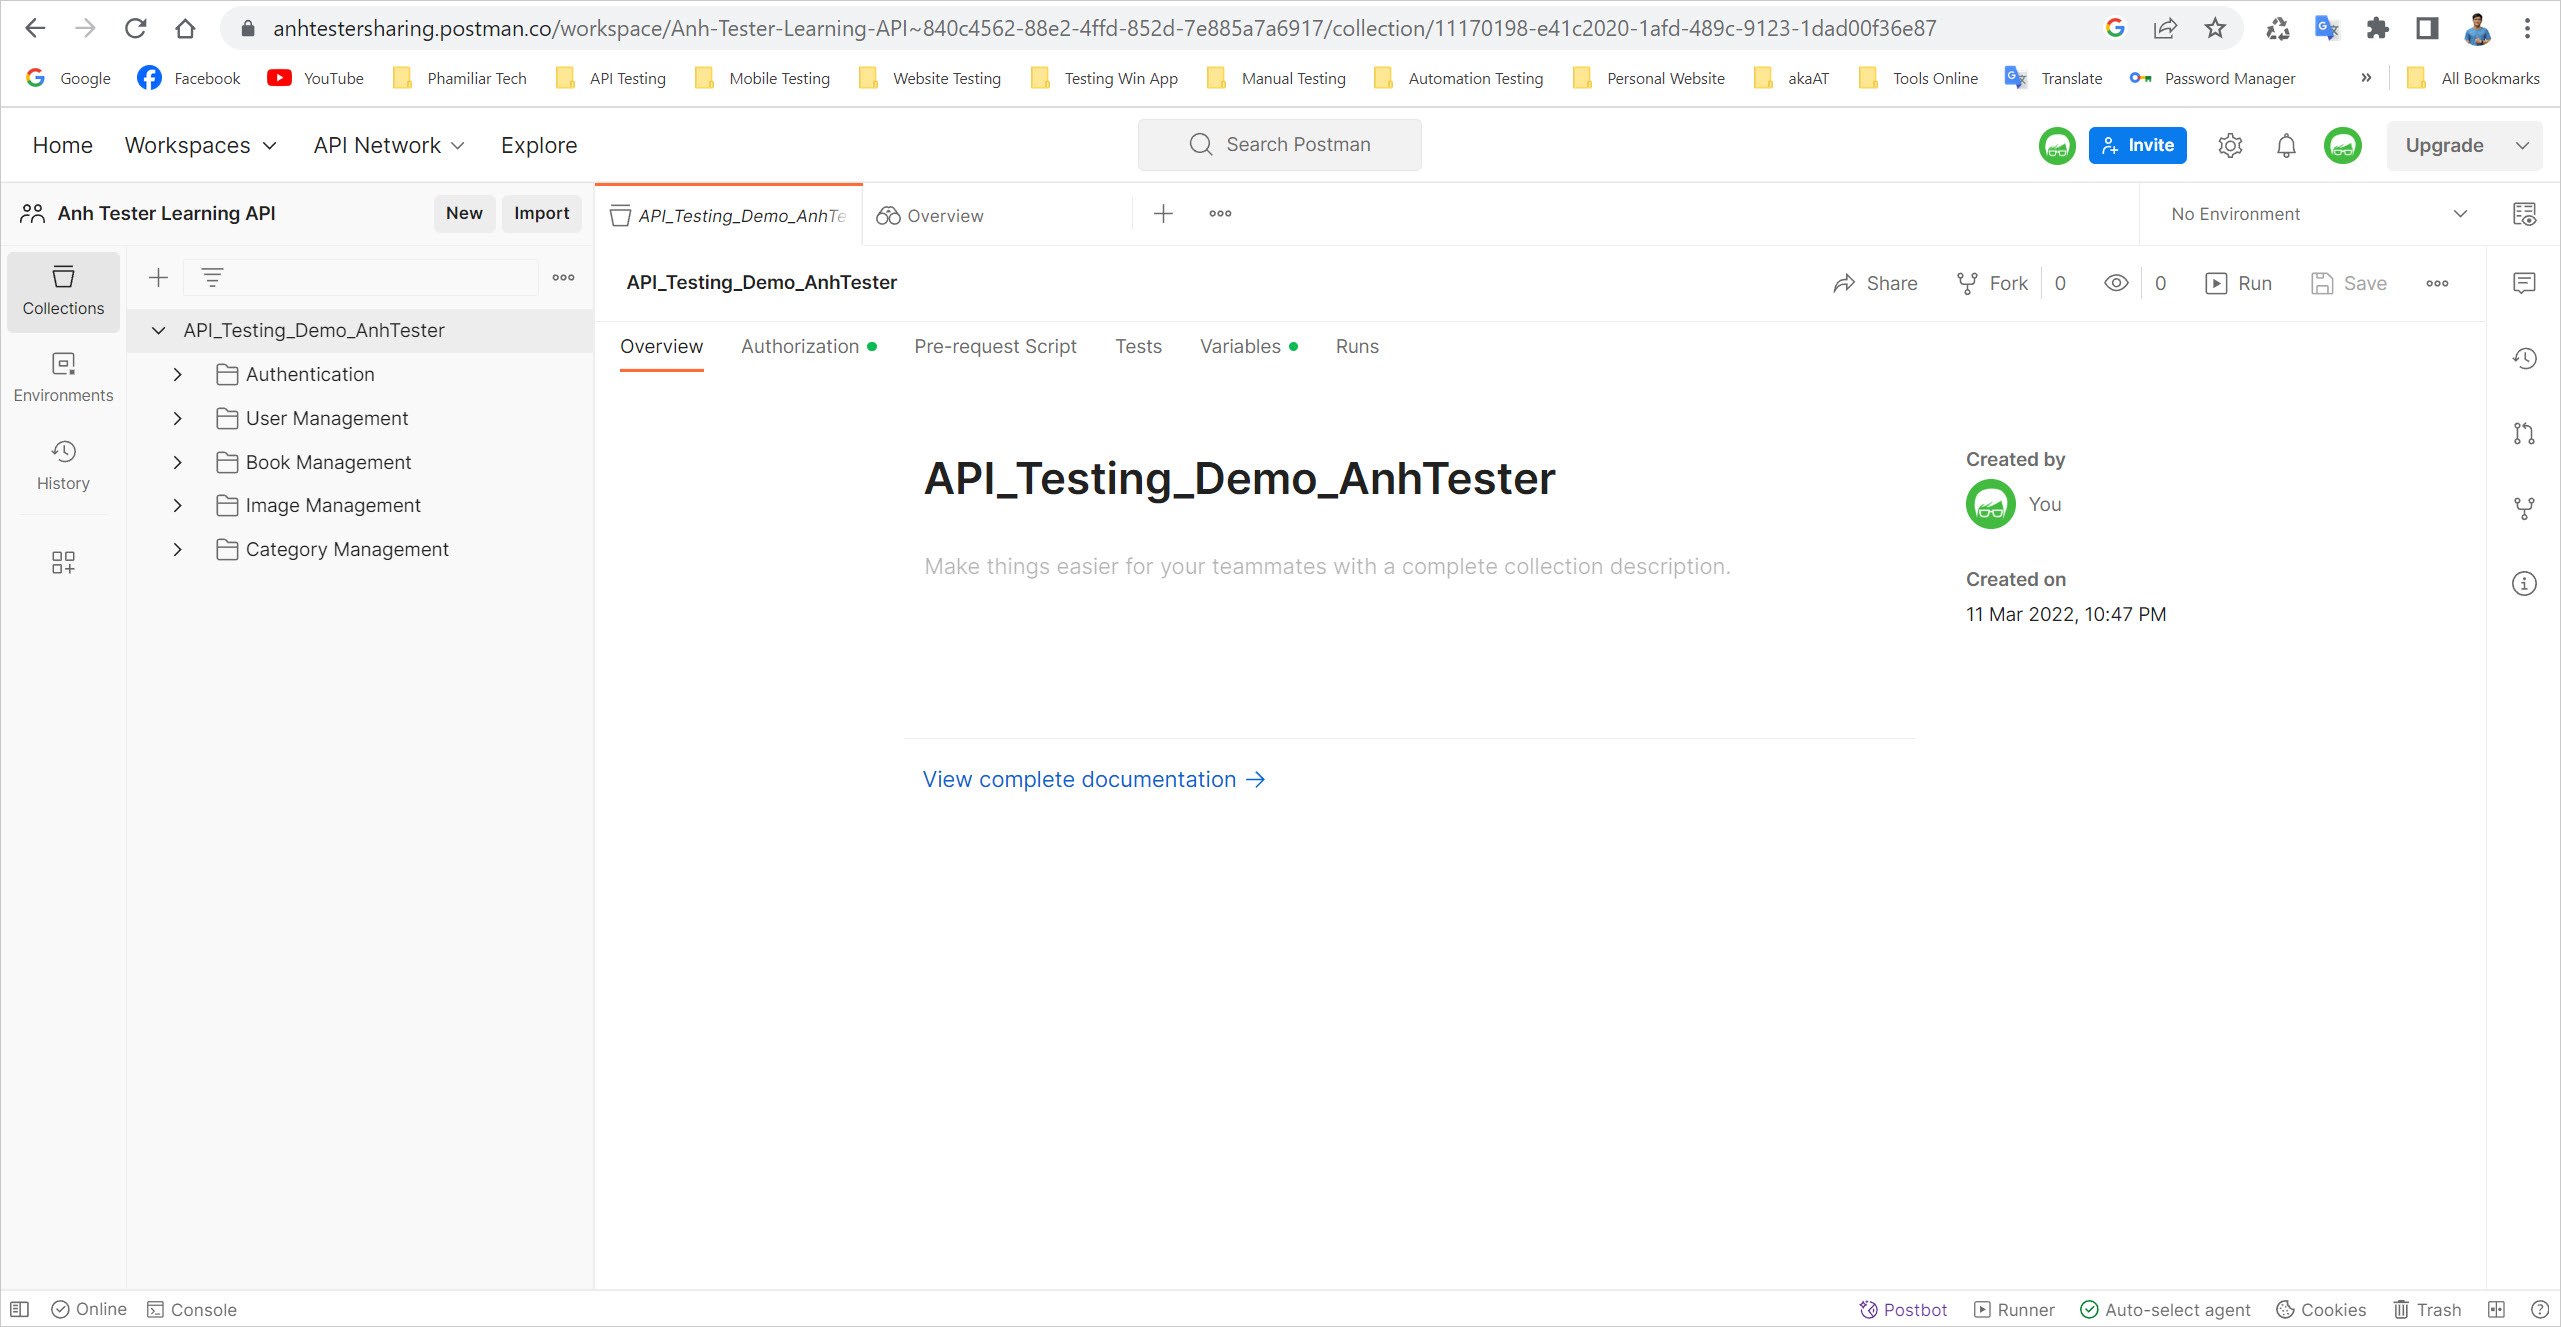 anhtestersharing.postman.co/workspace/Anh-Tester-Learning-API~840c4562-88e2-4ffd-852d-7e885a7a6917/collection/11170198-e41c2020-1afd-489c-9123-1dad00f36e87
Google Facebook YouTube Phamiliar Tech API Testing Mobile Testing Website Testing Testing Win App Manual Testing Automation Testing Personal Website akaAT Tools Online Translate Password Manager » All Bookmarks
Home Workspaces API Network Explore Search Postman Invite Upgrade
Anh Tester Learning API New Import API_Testing_Demo_AnhTe Overview No Environment
Collections
Environments
History
API_Testing_Demo_AnhTester
Authentication
User Management
Book Management
Image Management
Category Management
API_Testing_Demo_AnhTester Share Fork 0 0 Run Save
Overview Authorization Pre-request Script Tests Variables Runs
API_Testing_Demo_AnhTester
Make things easier for your teammates with a complete collection description.
View complete documentation →
Created by
You
Created on
11 Mar 2022, 10:47 PM
Online Console Postbot Runner Auto-select agent Cookies Trash